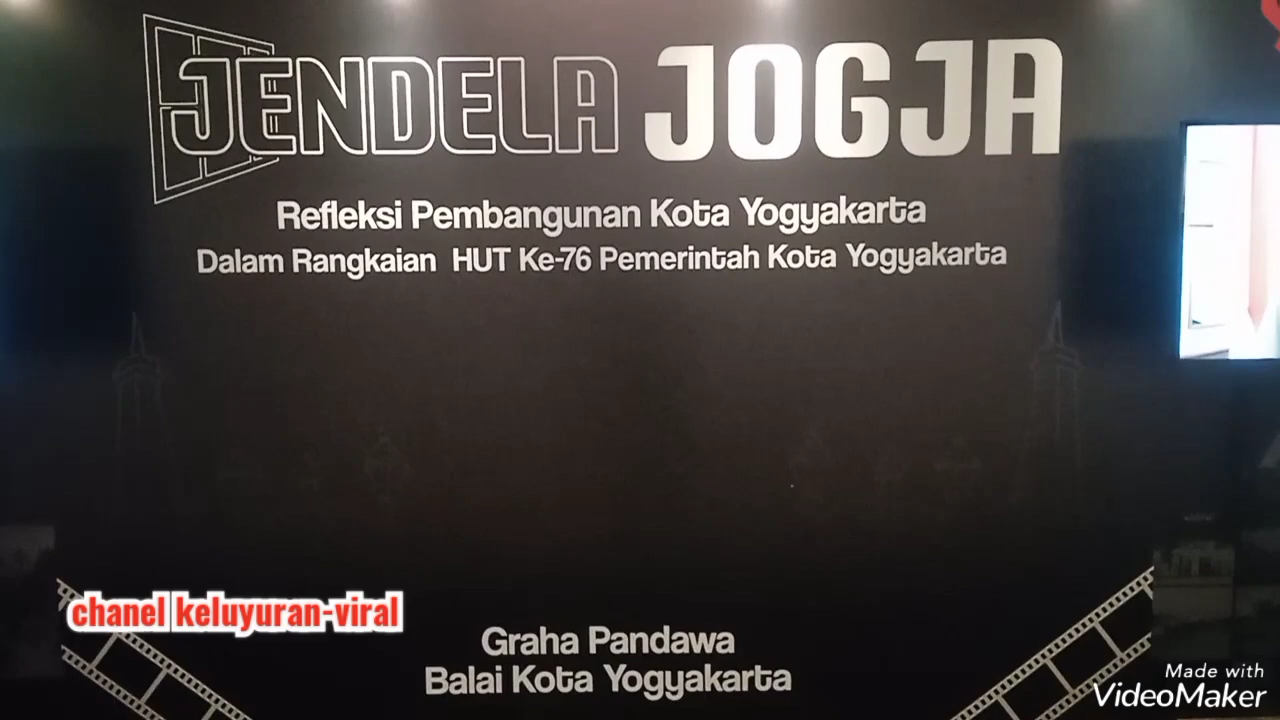 JENDELA JOGJA
Refleksi Pembangunan Kota Yogyakarta
Dalam Rangkaian HUT Ke-76 Pemerintah Kota Yogyakarta
chanel keluyuran-viral
Graha Pandawa
Balai Kota Yogyakarta
Made with
VideoMaker